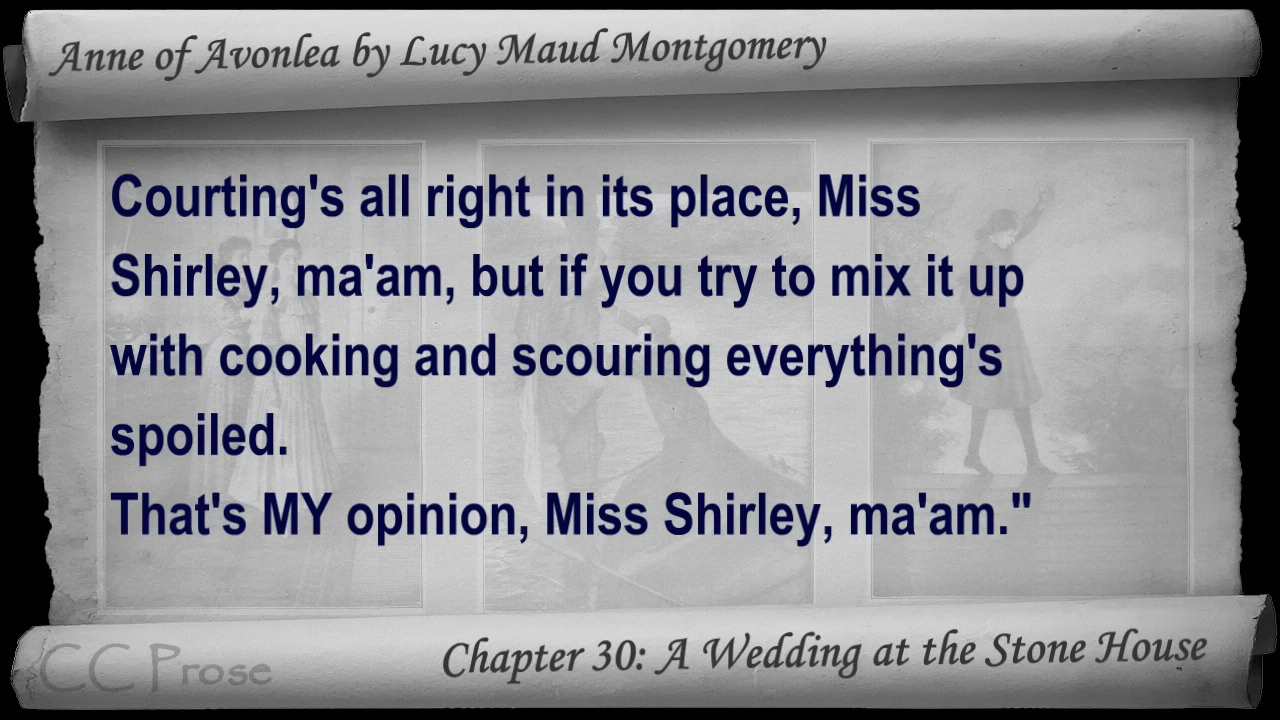 Anne of Avonlea by Lucy Maud Montgomery
Courting's all right in its place, Miss
Shirley, ma'am, but if you try to mix it up
with cooking and scouring everything's
spoiled.
That's MY opinion, Miss Shirley, ma'am."
CC Prose
Chapter 30: A Wedding at the Stone House